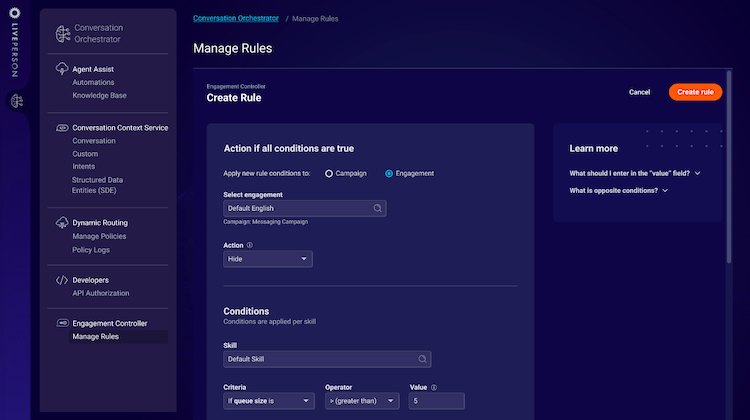 LIVEPERSON
Conversation
Orchestrator
Agent Assist
Automations
Knowledge Base
Conversation Context Service
Conversation
Custom
Intents
Structured Data
Entities (SDE)
Dynamic Routing
Manage Policies
Policy Logs
</> Developers
API Authorization
Engagement Controller
Manage Rules
Conversation Orchestrator / Manage Rules
Manage Rules
Engagement Controller
Create Rule
Cancel
Create rule
Action if all conditions are true
Apply new rule conditions to: Campaign Engagement
Select engagement
Default English
Campaign: Messaging Campaign
Action
Hide
Conditions
Conditions are applied per skill
Skill
Default Skill
Criteria Operator Value
If queue size is > (greater than) 5
Learn more
What should I enter in the "value" field?
What is opposite conditions?